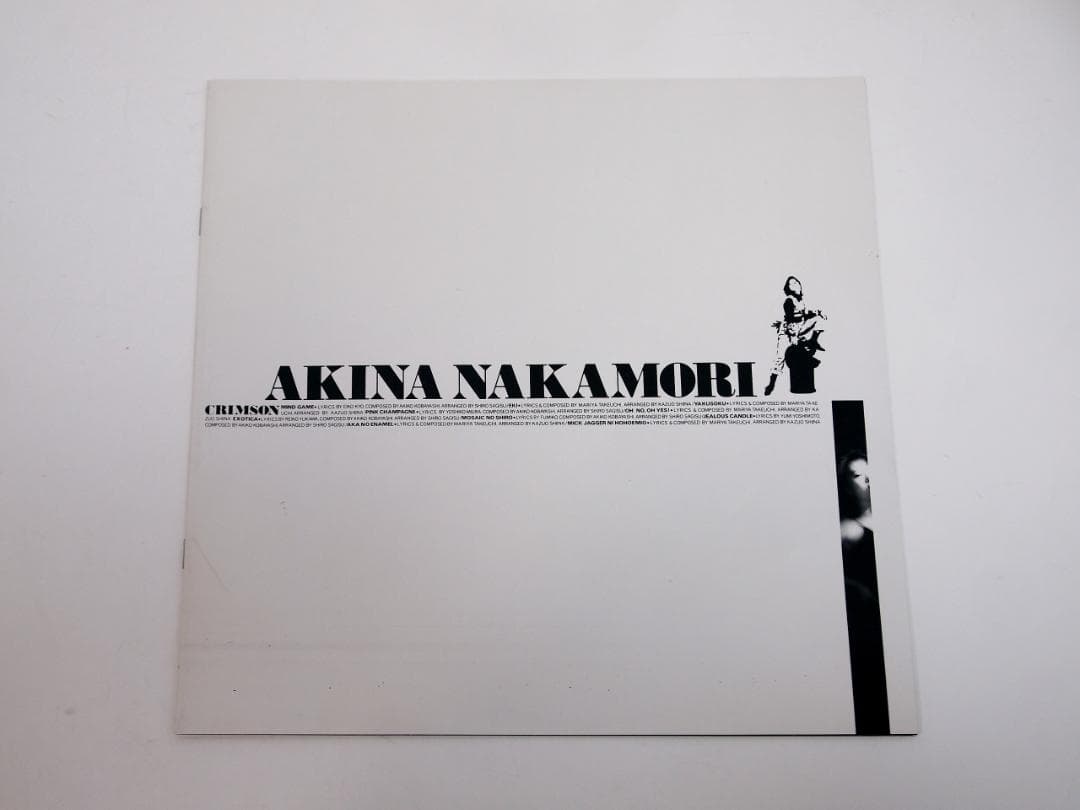 AKINA NAKAMORI
CRIMSON MIND GAME•LYRICS BY EIKO KYO, COMPOSED BY AKIKO KOBAYASHI, ARRANGED BY SHIRO SAGISU/EKI•LYRICS & COMPOSED BY MARIYA TAKEUCHI, ARRANGED BY KAZUO SHIINA/YAKUSOKU•LYRICS & COMPOSED BY MARIYA TAKE
UCHI, ARRANGED BY KAZUO SHIINA/PINK CHAMPAGNE•LYRICS BY YOSHIKO MIURA, COMPOSED BY AKIKO KOBAYASHI, ARRANGED BY SHIRO SAGISU/OH NO, OH YES!•LYRICS & COMPOSED BY MARIYA TAKEUCHI, ARRANGED BY KA
ZUO SHIINA/EXOTICA•LYRICS BY REIKO YUKAWA, COMPOSED BY AKIKO KOBAYASHI, ARRANGED BY SHIRO SAGISU/MOSAIC NO SHIRO•LYRICS BY YUMIKO COMPOSED BY AKIKO KOBAYASHI, ARRANGED BY SHIRO SAGISU/JEALOUS CANDLE•LYRICS BY YUMI YOSHIMOTO
COMPOSED BY AKIKO KOBAYASHI, ARRANGED BY SHIRO SAGISU/AKA NO ENAMEL•LYRICS & COMPOSED BY MARIYA TAKEUCHI, ARRANGED BY KAZUO SHIINA/MICK JAGGER NI HOHOEMIO•LYRICS & COMPOSED BY MARIYA TAKEUCHI, ARRANGED BY KAZUO SHIINA